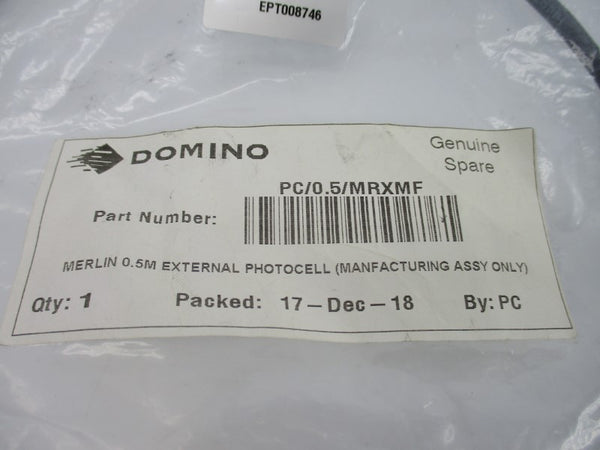 EPT008746
DOMINO
Genuine
Spare
PC/0.5/MRXMF
Part Number:
MERLIN 0.5M EXTERNAL PHOTOCELL (MANFACTURING ASSY ONLY)
Qty: 1 Packed: 17-Dec-18 By: PC